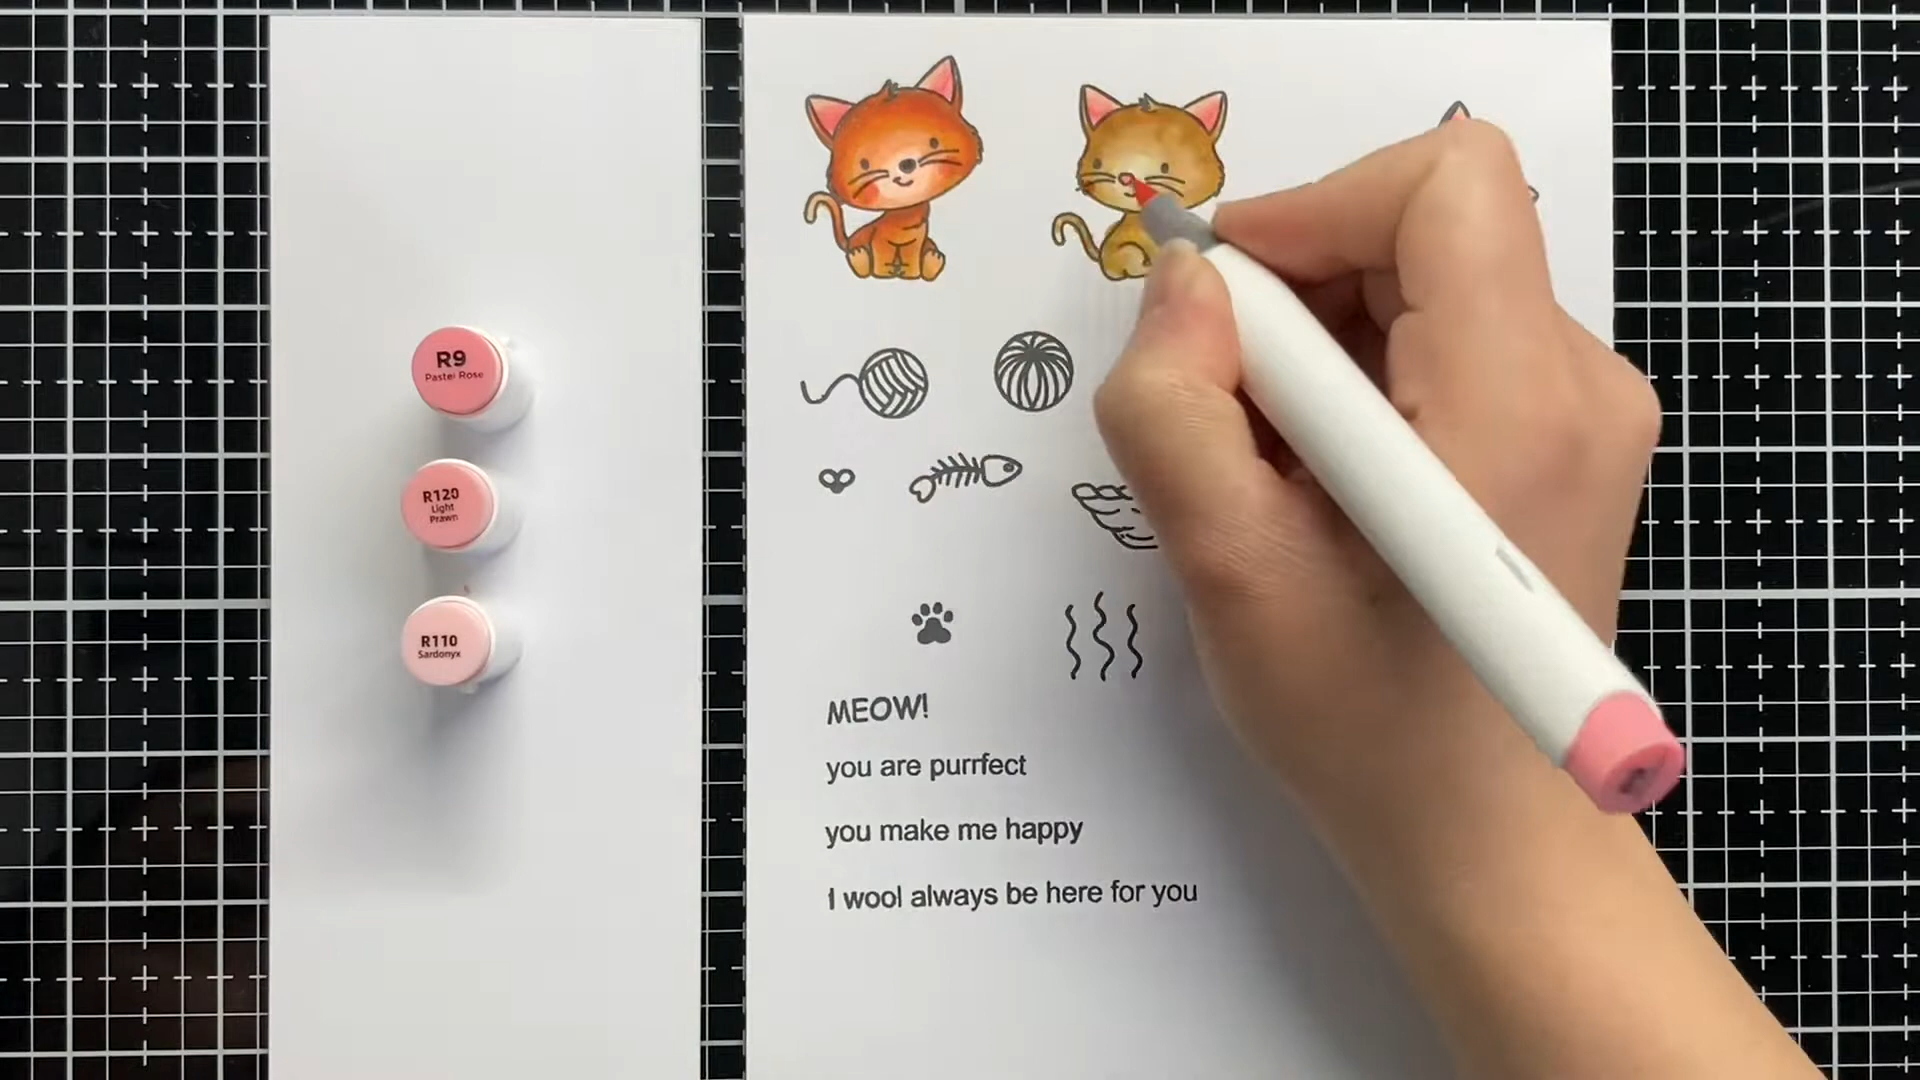 R9
Pastel Rose
R120
Light
Prawn
R110
Sardonyx
MEOW!
you are purrfect
you make me happy
I wool always be here for you